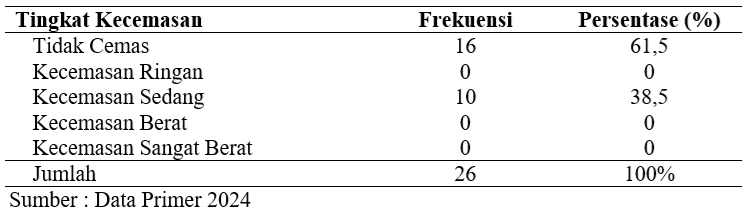 Tingkat Kecemasan Frekuensi Persentase (%)
Tidak Cemas 16 61,5
Kecemasan Ringan 0 0
Kecemasan Sedang 10 38,5
Kecemasan Berat 0 0
Kecemasan Sangat Berat 0 0
Jumlah 26 100%
Sumber : Data Primer 2024